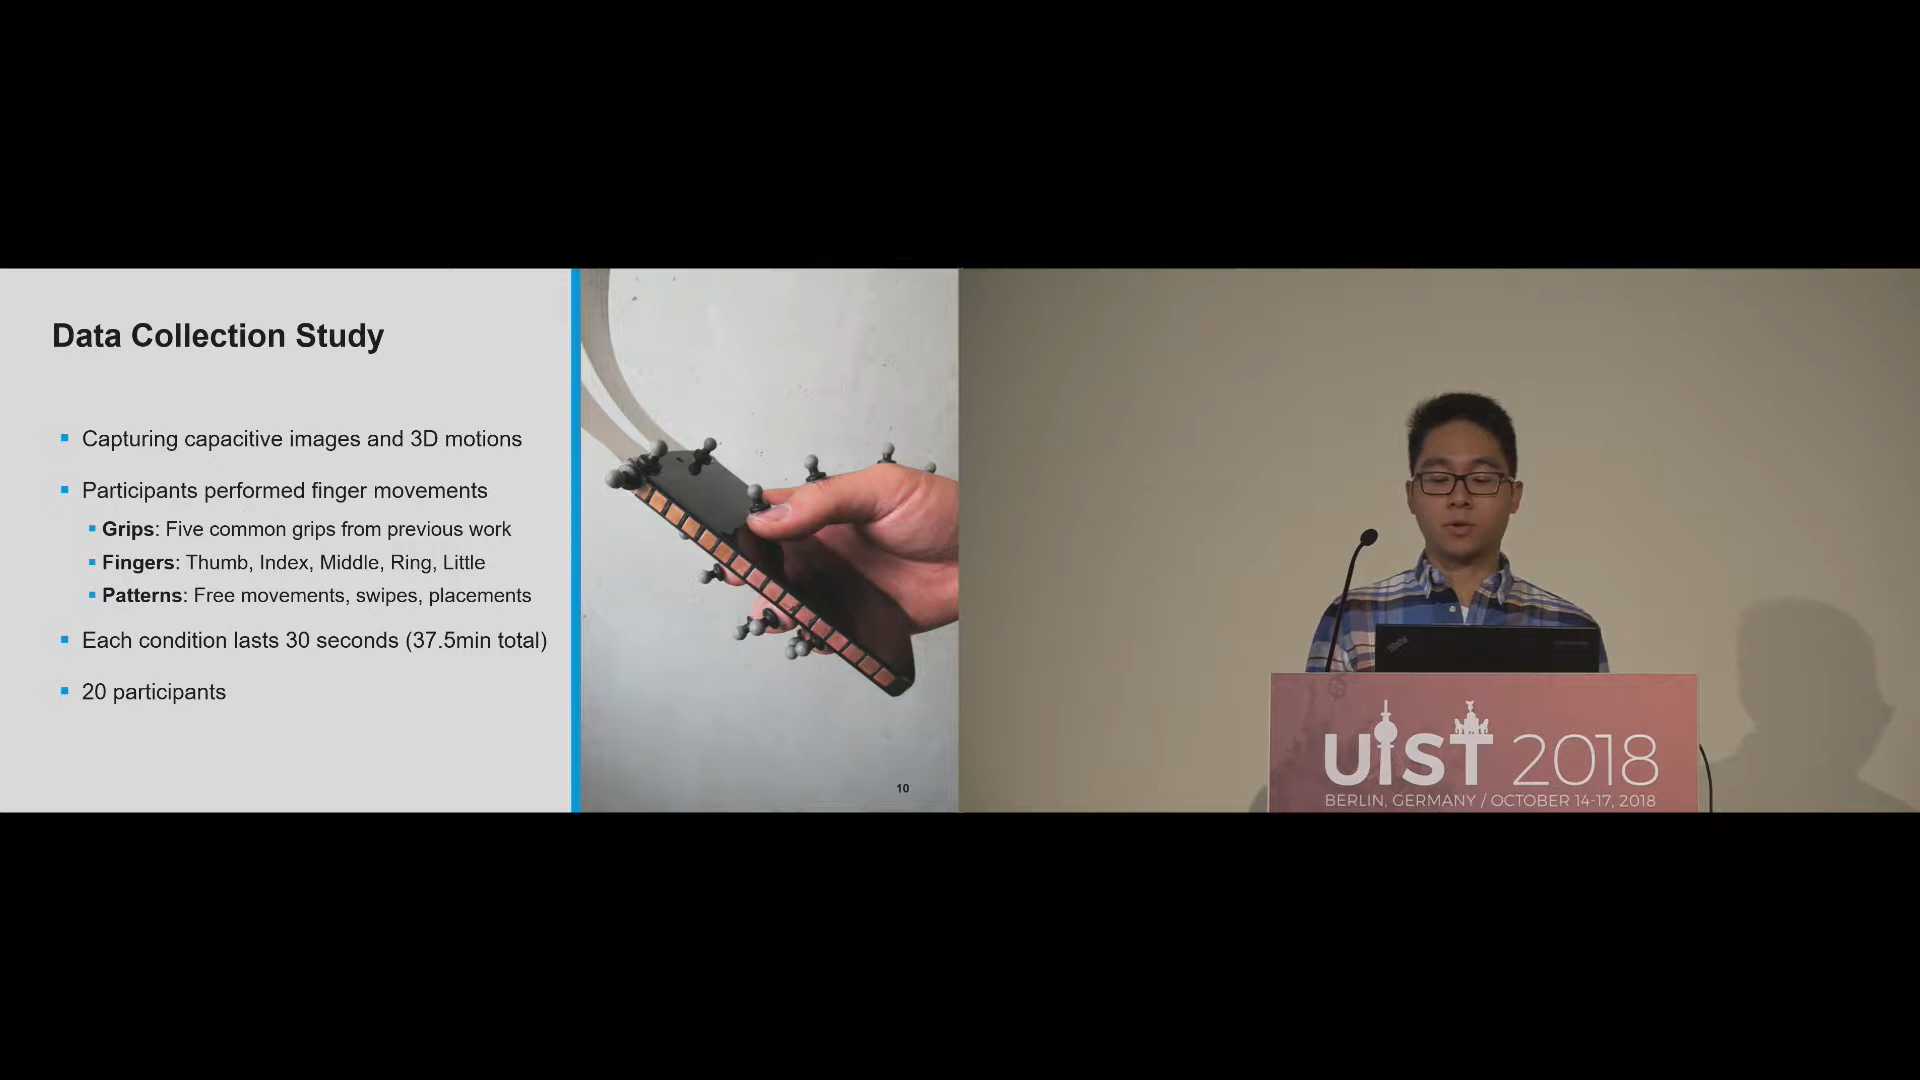 Data Collection Study
Capturing capacitive images and 3D motions
Participants performed finger movements
Grips: Five common grips from previous work
Fingers: Thumb, Index, Middle, Ring, Little
Patterns: Free movements, swipes, placements
Each condition lasts 30 seconds (37.5min total)
20 participants
10
UIST 2018
BERLIN, GERMANY / OCTOBER 14-17, 2018